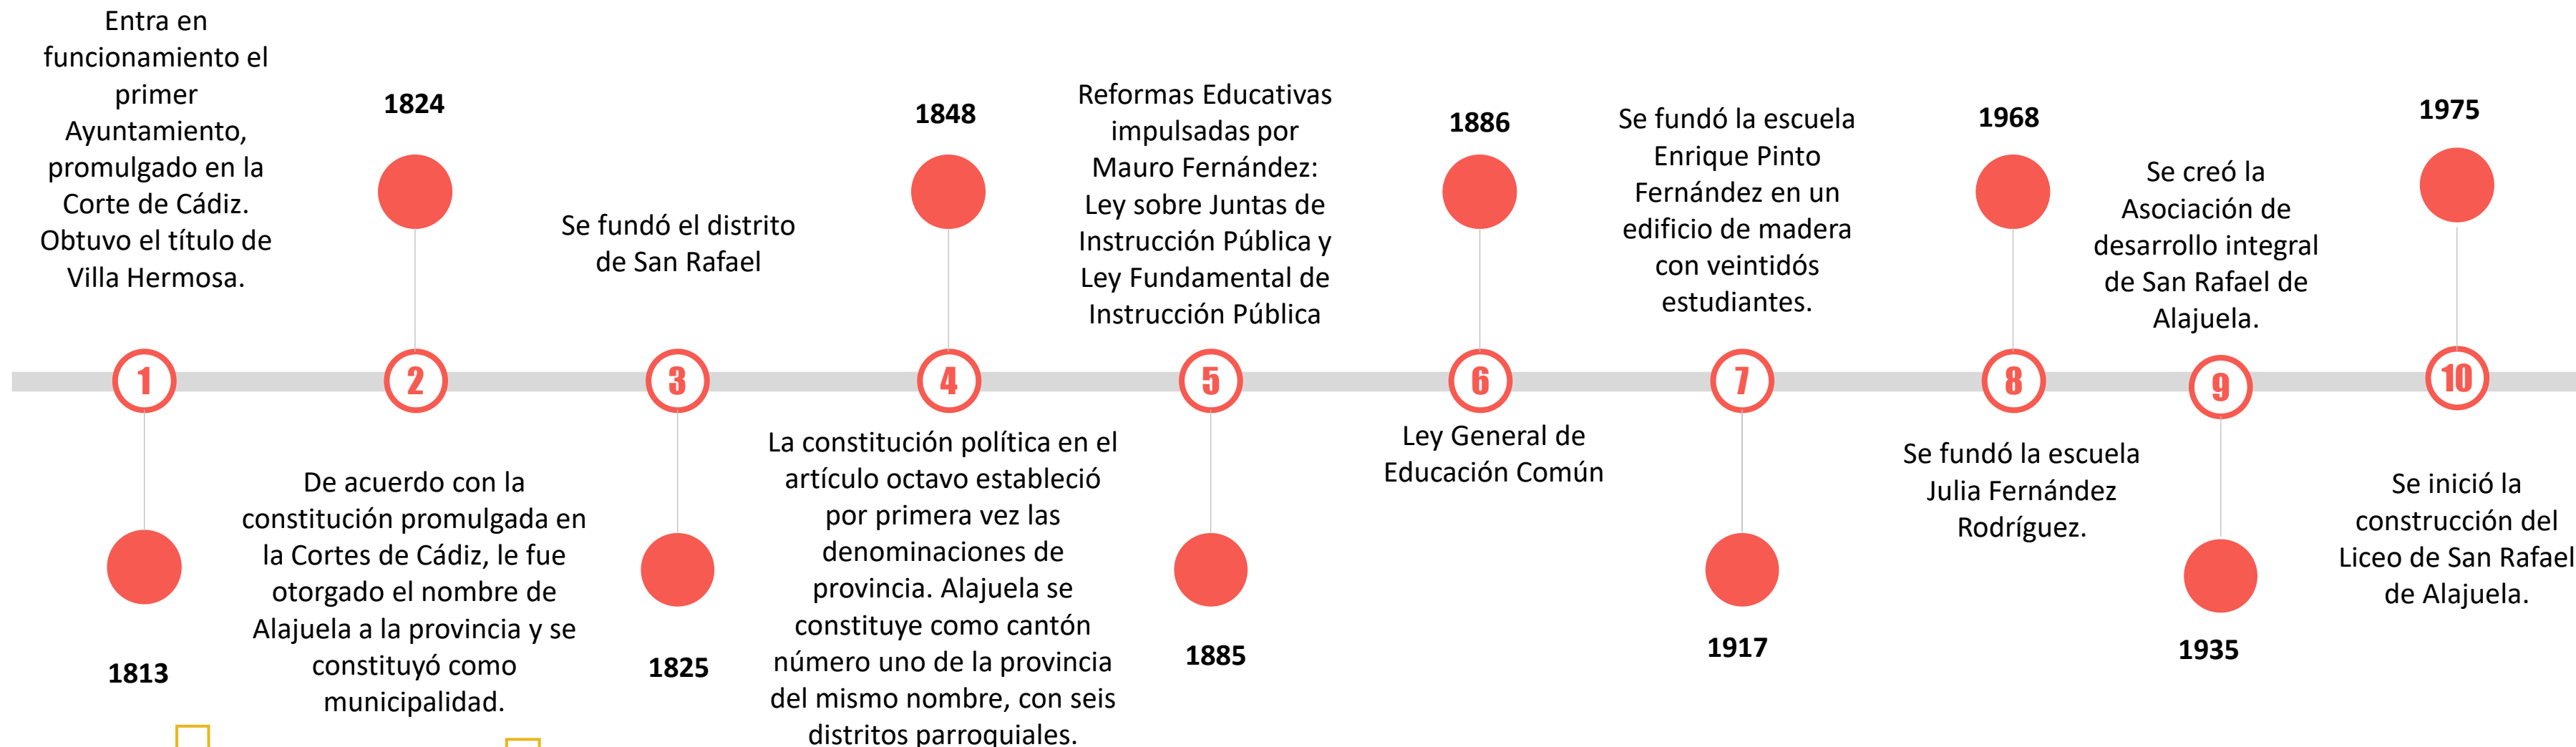 Entra en
funcionamiento el
primer
Ayuntamiento,
promulgado en la
Corte de Cádiz.
Obtuvo el título de
Villa Hermosa.
1
1813
1824
2
De acuerdo con la
constitución promulgada en
la Cortes de Cádiz, le fue
otorgado el nombre de
Alajuela a la provincia y se
constituyó como
municipalidad.
Se fundó el distrito
de San Rafael
3
1825
1848
4
La constitución política en el
artículo octavo estableció
por primera vez las
denominaciones de
provincia. Alajuela se
constituye como cantón
número uno de la provincia
del mismo nombre, con seis
distritos parroquiales.
Reformas Educativas
impulsadas por
Mauro Fernández:
Ley sobre Juntas de
Instrucción Pública y
Ley Fundamental de
Instrucción Pública
5
1885
1886
6
Ley General de
Educación Común
Se fundó la escuela
Enrique Pinto
Fernández en un
edificio de madera
con veintidós
estudiantes.
7
1917
1968
8
Se fundó la escuela
Julia Fernández
Rodríguez.
Se creó la
Asociación de
desarrollo integral
de San Rafael de
Alajuela.
9
1935
1975
10
Se inició la
construcción del
Liceo de San Rafael
de Alajuela.